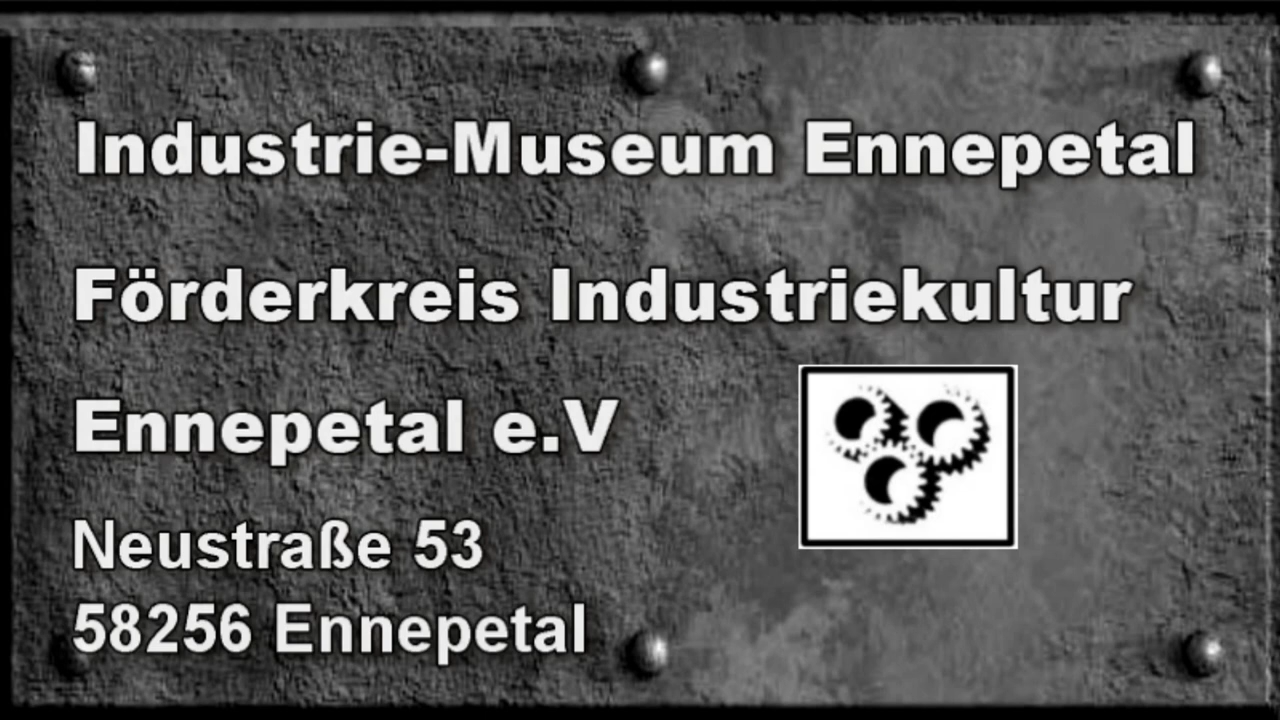 Industrie-Museum Ennepetal
Förderkreis Industriekultur
Ennepetal e.V
Neustraße 53
58256 Ennepetal